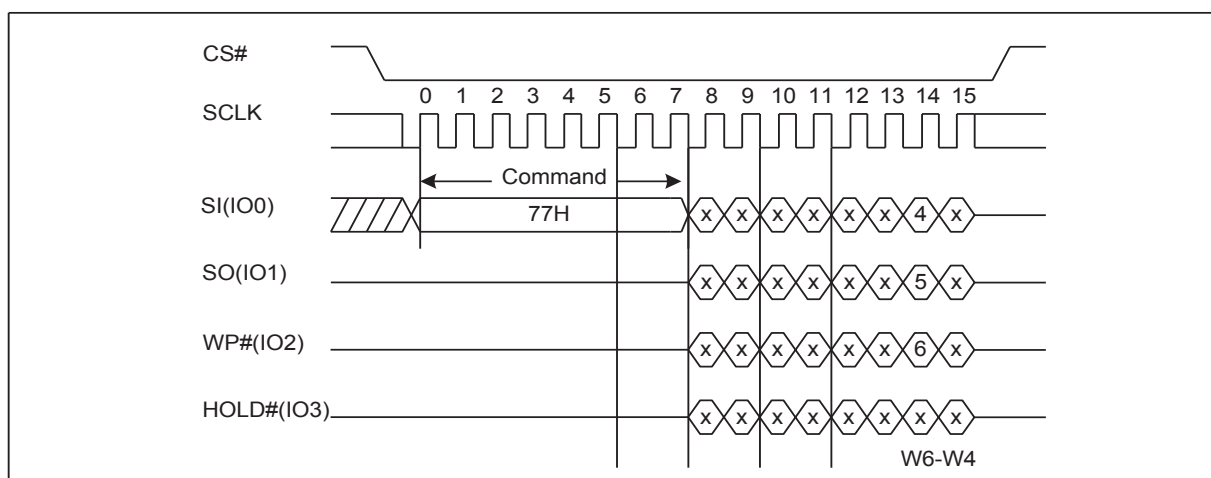 CS#
0 1 2 3 4 5 6 7 8 9 10 11 12 13 14 15
SCLK
Command
SI(IO0) 77H x x x x x x 4 x
SO(IO1) x x x x x x 5 x
WP#(IO2) x x x x x x 6 x
HOLD#(IO3) x x x x x x x x
W6-W4